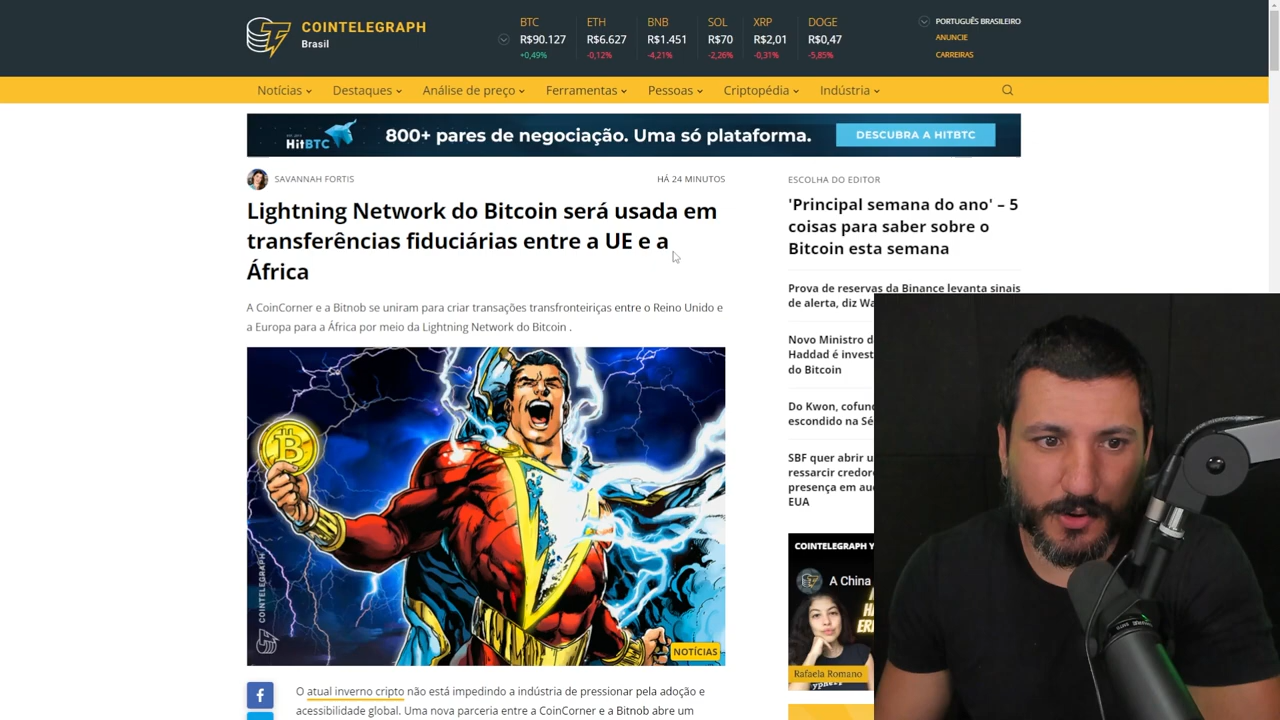 COINTELEGRAPH
Brasil
BTC
R$90.127
+0,49%
ETH
R$6.627
-0,12%
BNB
R$1.451
-4,21%
SOL
R$70
-2,26%
XRP
R$2,01
-0,31%
DOGE
R$0,47
-5,85%
PORTUGUÊS BRASILEIRO
ANUNCIE
CARREIRAS
Notícias
Destaques
Análise de preço
Ferramentas
Pessoas
Criptopédia
Indústria
HitBTC
800+ pares de negociação. Uma só plataforma.
DESCUBRA A HITBTC
SAVANNAH FORTIS
HÁ 24 MINUTOS
Lightning Network do Bitcoin será usada em
transferências fiduciárias entre a UE e a
África
A CoinCorner e a Bitnob se uniram para criar transações transfronteiriças entre o Reino Unido e
a Europa para a África por meio da Lightning Network do Bitcoin .
COINTELEGRAPH
NOTÍCIAS
O atual inverno cripto não está impedindo a indústria de pressionar pela adoção e
acessibilidade global. Uma nova parceria entre a CoinCorner e a Bitnob abre um
ESCOLHA DO EDITOR
'Principal semana do ano' – 5
coisas para saber sobre o
Bitcoin esta semana
Prova de reservas da Binance levanta sinais
de alerta, diz
Novo Ministro
Haddad é
do Bitcoin
Do Kwon,
escondido na
SBF quer abrir
ressarcir
presença em
EUA
COINTELEGRAPH
A China
Rafaela Romano